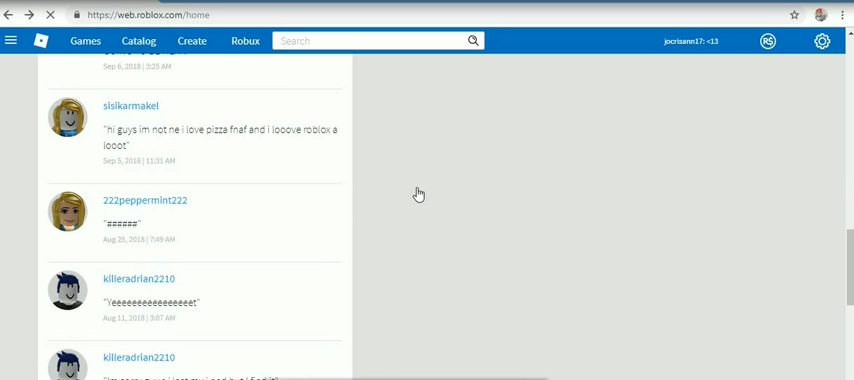 https://web.roblox.com/home
Games Catalog Create Robux Search jocrisann17: <13 R$
Sep 6, 2018 | 3:25 AM
sisikarmakel
"hi guys im not ne i love pizza fnaf and i looove roblox a
looot"
Sep 5, 2018 | 11:31 AM
222peppermint222
"######"
Aug 25, 2018 | 7:49 AM
killeradrian2210
"Yeeeeeeeeeeeeeeet"
Aug 11, 2018 | 3:07 AM
killeradrian2210